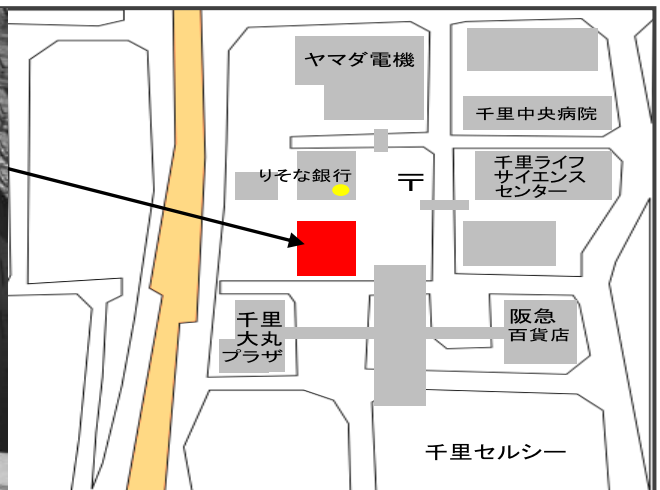 ヤマダ電機
千里中央病院
りそな銀行
〒
千里ライフ
サイエンス
センター
千里
大丸
プラザ
阪急
百貨店
千里セルシー